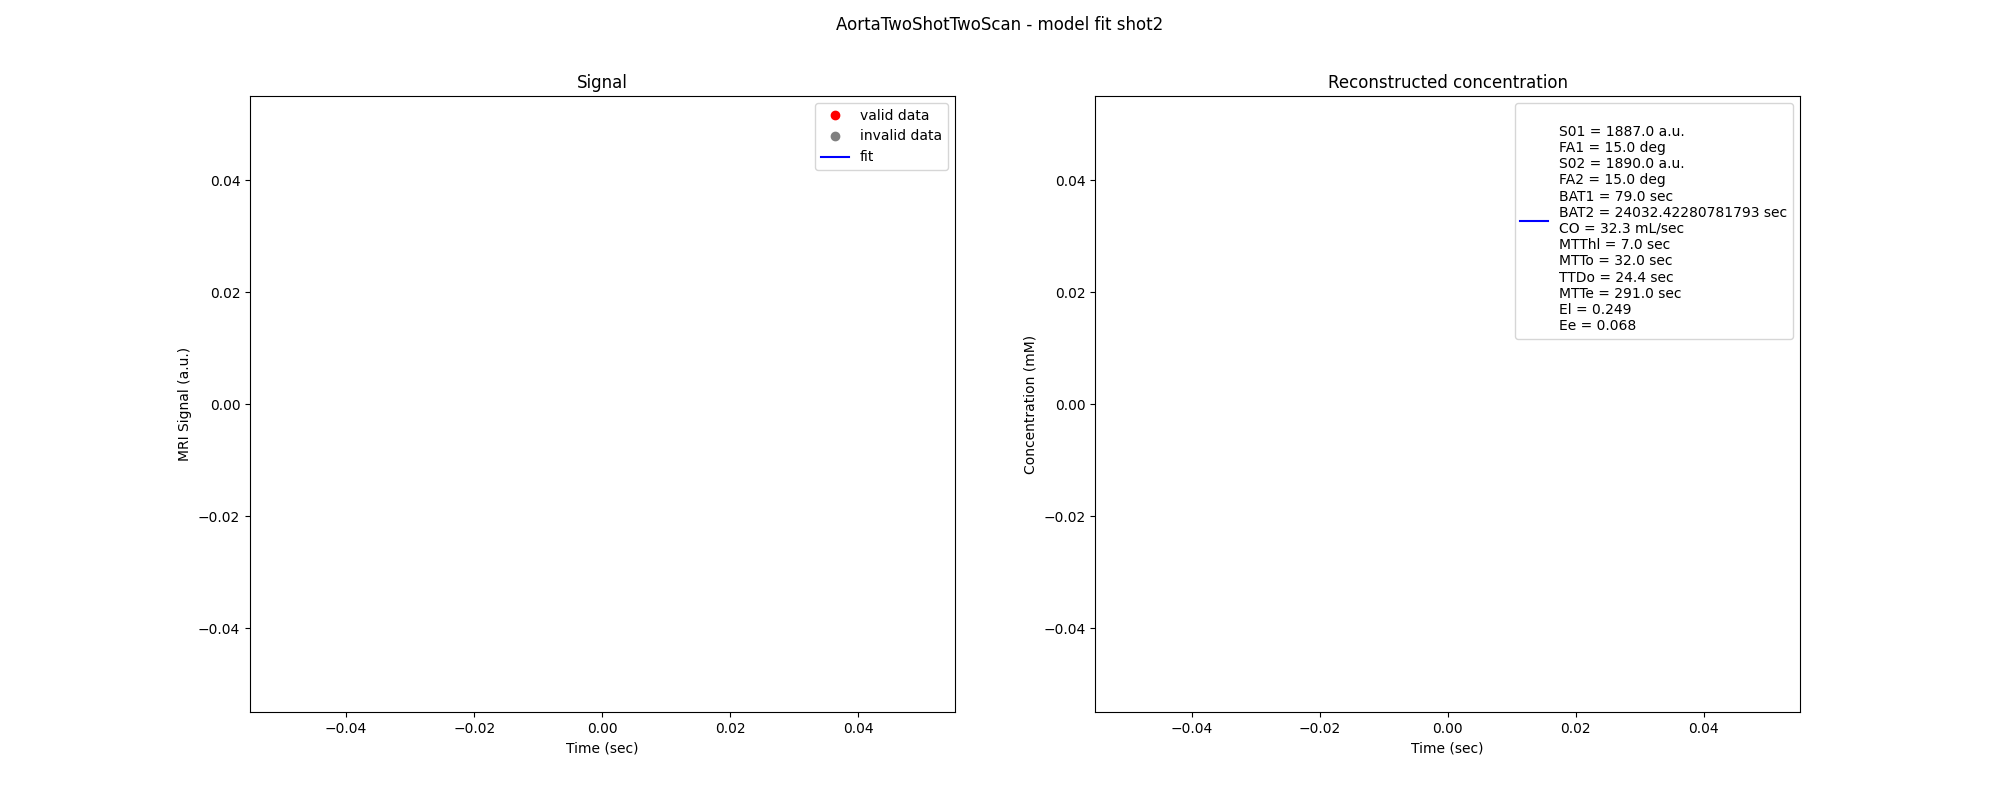 AortaTwoShotTwoScan - model fit shot2
Signal
valid data
invalid data
fit
0.04
0.02
0.00
−0.02
−0.04
MRI Signal (a.u.)
−0.04
−0.02
0.00
0.02
0.04
Time (sec)
Reconstructed concentration
S01 = 1887.0 a.u.
FA1 = 15.0 deg
S02 = 1890.0 a.u.
FA2 = 15.0 deg
BAT1 = 79.0 sec
BAT2 = 24032.42280781793 sec
CO = 32.3 mL/sec
MTThl = 7.0 sec
MTTo = 32.0 sec
TTDo = 24.4 sec
MTTe = 291.0 sec
El = 0.249
Ee = 0.068
0.04
0.02
0.00
−0.02
−0.04
Concentration (mM)
−0.04
−0.02
0.00
0.02
0.04
Time (sec)